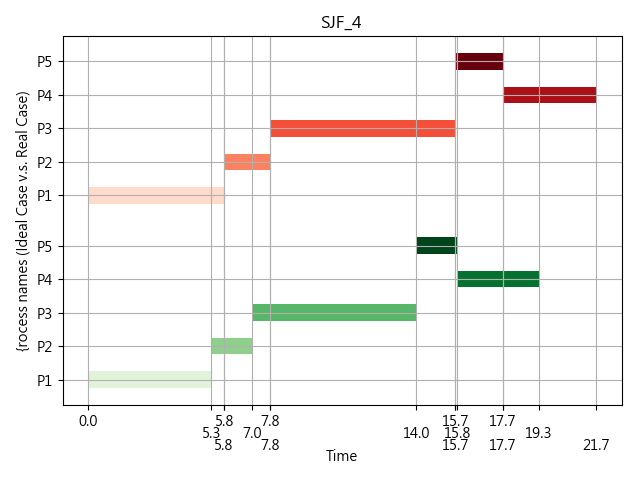 SJF_4
{rocess names (Ideal Case v.s. Real Case)
P5
P4
P3
P2
P1
P5
P4
P3
P2
P1
0.0 5.8 7.8 15.7 17.7
5.3 7.0 14.0 15.8 19.3
5.8 7.8 15.7 17.7 21.7
Time